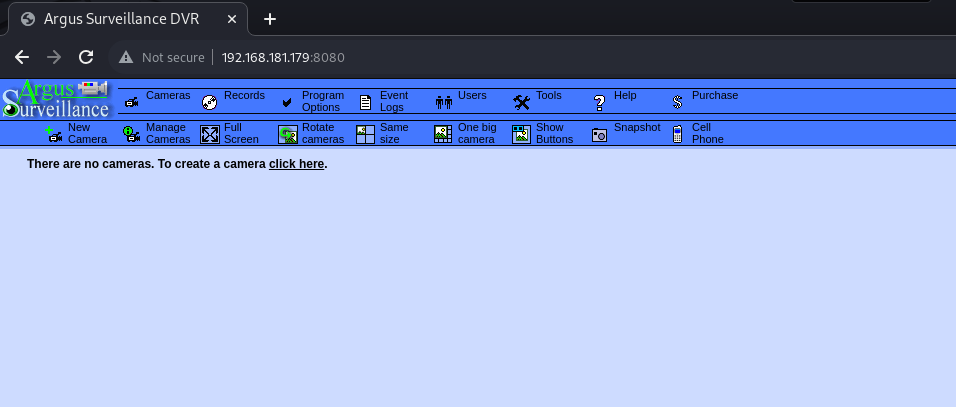 Argus Surveillance DVR
Not secure 192.168.181.179:8080
Argus
Surveillance
Cameras Records Program Options Event Logs Users Tools Help Purchase
New Camera Manage Cameras Full Screen Rotate cameras Same size One big camera Show Buttons Snapshot Cell Phone
There are no cameras. To create a camera click here.